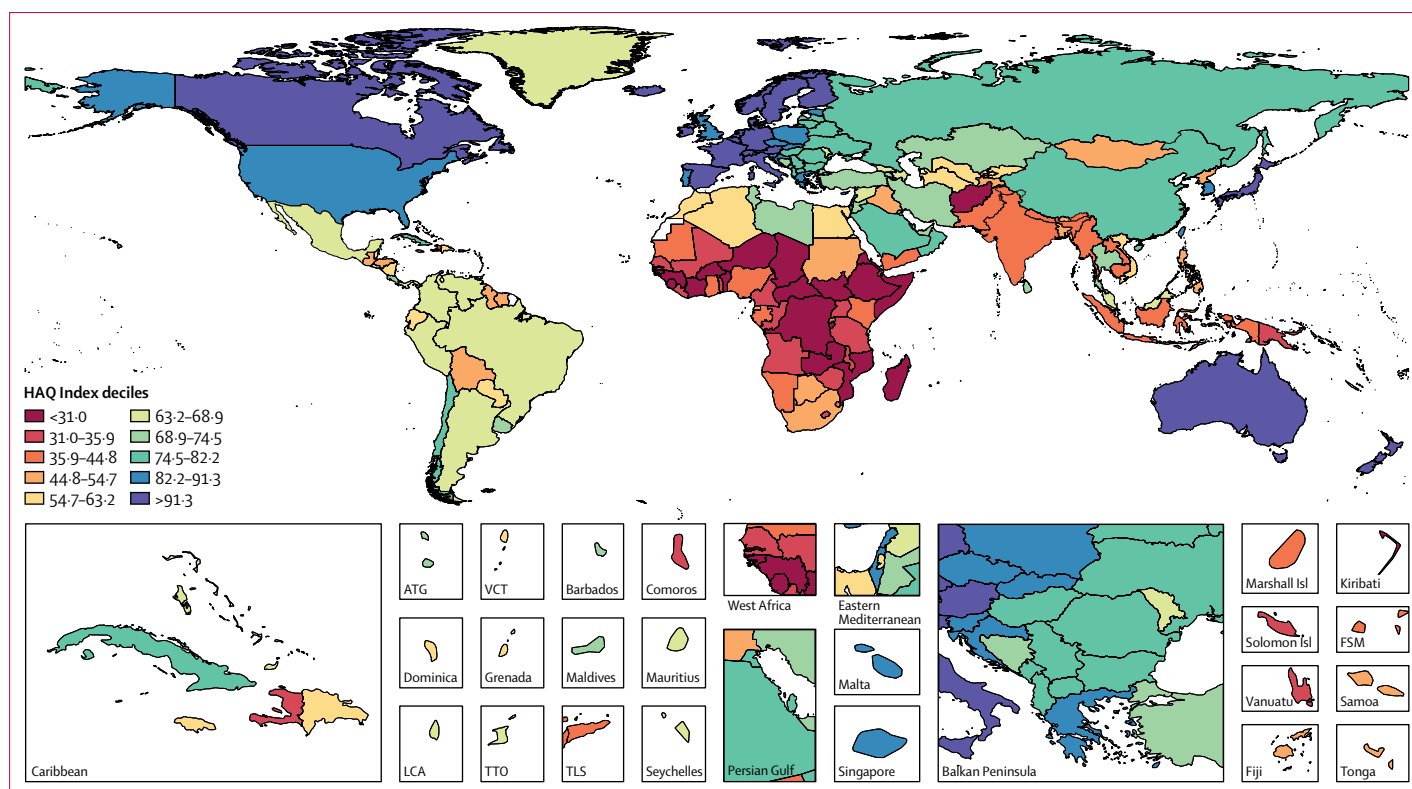 HAQ Index deciles
<31·0
31·0–35·9
35·9–44·8
44·8–54·7
54·7–63·2
63·2–68·9
68·9–74·5
74·5–82·2
82·2–91·3
>91·3
Caribbean
ATG
VCT
Barbados
Comoros
Dominica
Grenada
Maldives
Mauritius
LCA
TTO
TLS
Seychelles
West Africa
Eastern
Mediterranean
Persian Gulf
Malta
Singapore
Balkan Peninsula
Marshall Isl
Kiribati
Solomon Isl
FSM
Vanuatu
Samoa
Fiji
Tonga